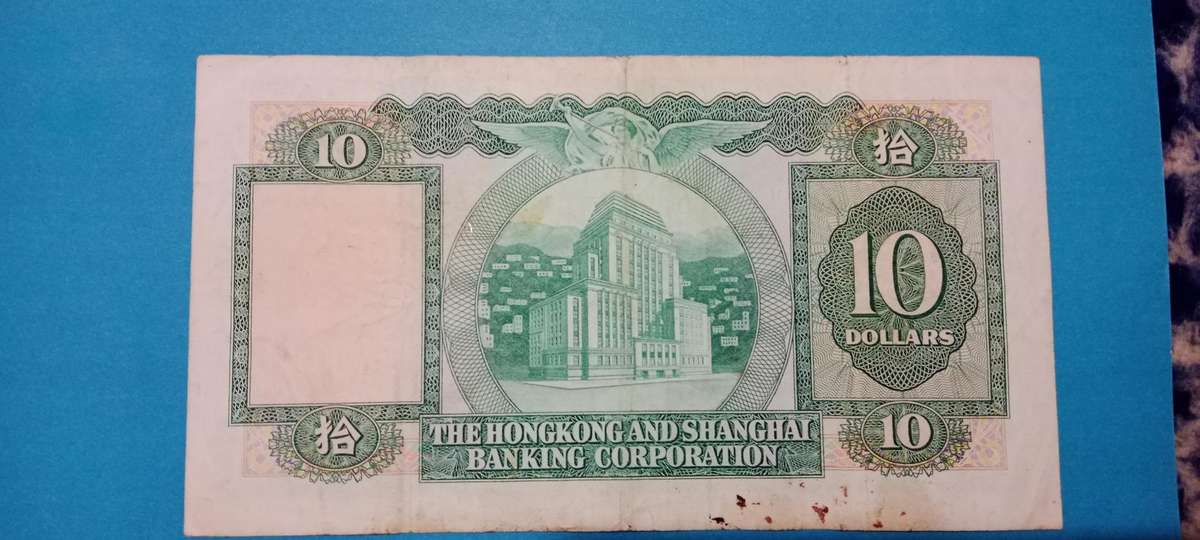 10
拾
10
DOLLARS
拾
10
THE HONGKONG AND SHANGHAI
BANKING CORPORATION